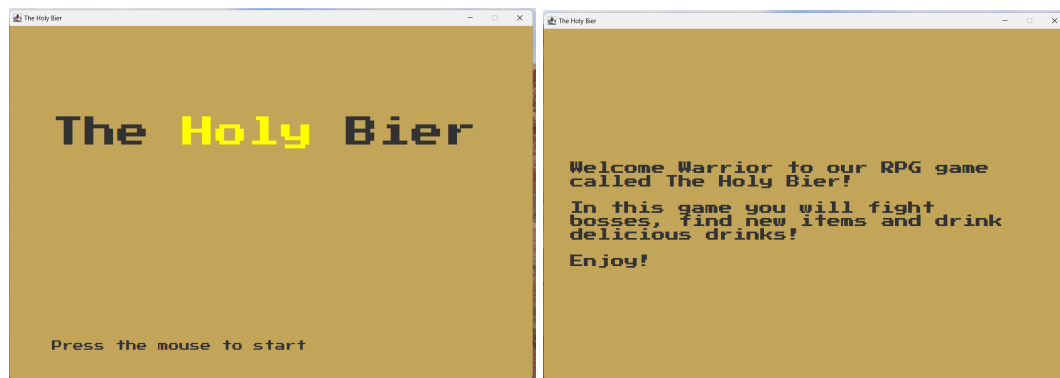 The Holy Bier
The Holy Bier
Press the mouse to start
The Holy Bier
Welcome Warrior to our RPG game
called The Holy Bier!
In this game you will fight
bosses, find new items and drink
delicious drinks!
Enjoy!